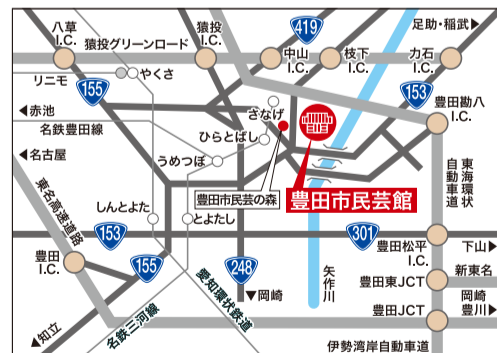 419
足助・稲武▶
八草
I.C.
猿投グリーンロード
猿投
I.C.
中山
I.C.
枝下
I.C.
力石
I.C.
リニモ
やくさ
155
153
◀赤池
さなげ
豊田勘八
I.C.
名鉄豊田線
ひらとばし
◀名古屋
うめつぼ
豊田市民芸の森
豊田市民芸館
東海環状
自動車道
東名高速道路
しんとよた
とよたし
153
301
豊田松平
I.C.
下山▶
豊田
I.C.
155
248
矢作川
豊田東JCT
新東名
▼岡崎
愛知環状鉄道
名鉄三河線
◀知立
豊田JCT
岡崎
豊川▶
伊勢湾岸自動車道